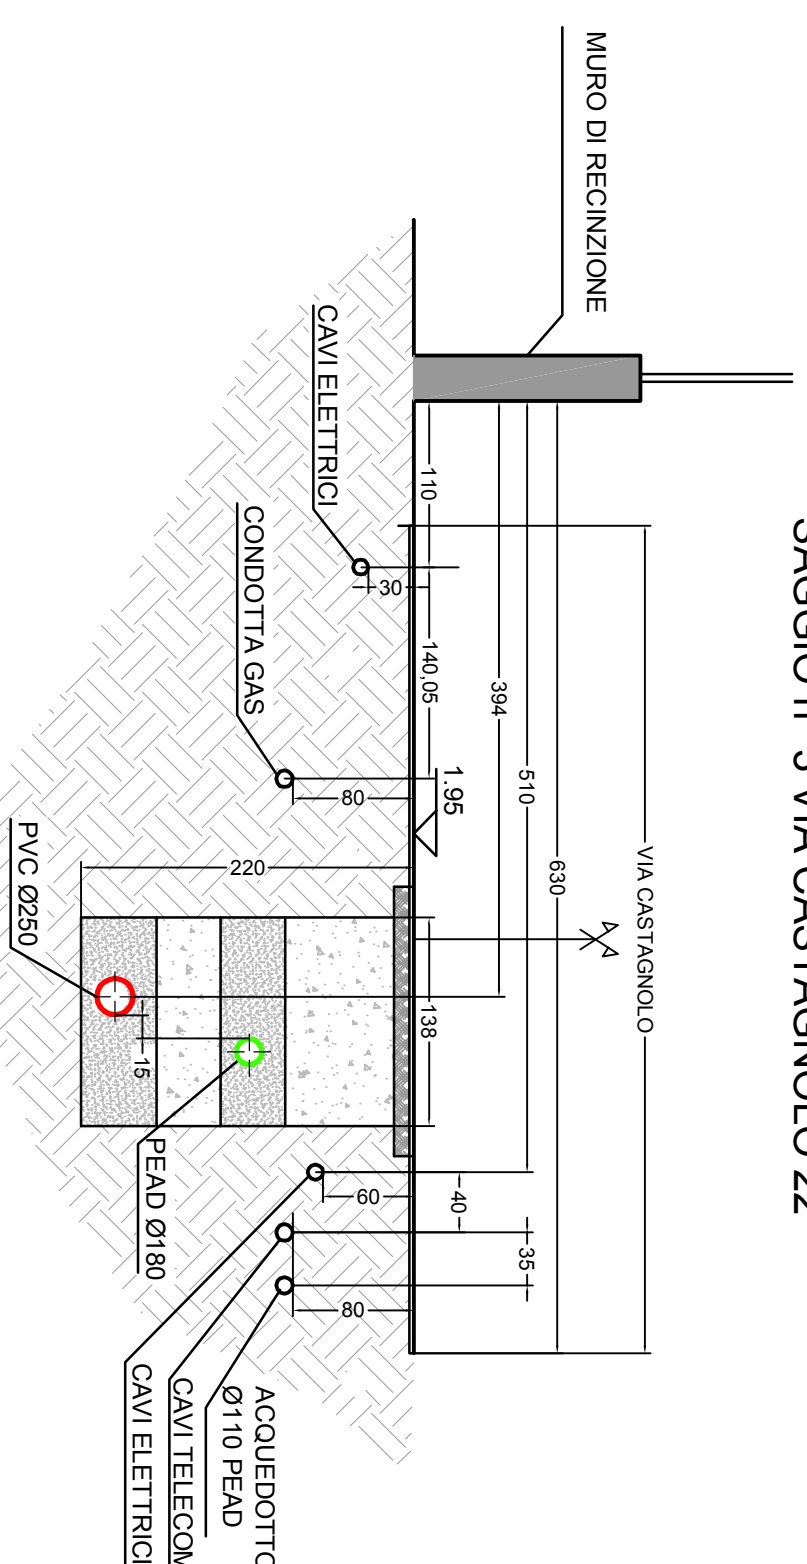 VIA CASTAGNOLO 22
MURO DI RECINZIONE
VIA CASTAGNOLO
630
510
394
110
140,05
1.95
138
40
35
30
80
220
60
80
15
CAVI ELETTRICI
CONDOTTA GAS
PVC Ø250
PEAD Ø180
ACQUEDOTTO
Ø110 PEAD
CAVI TELECOM
CAVI ELETTRICI